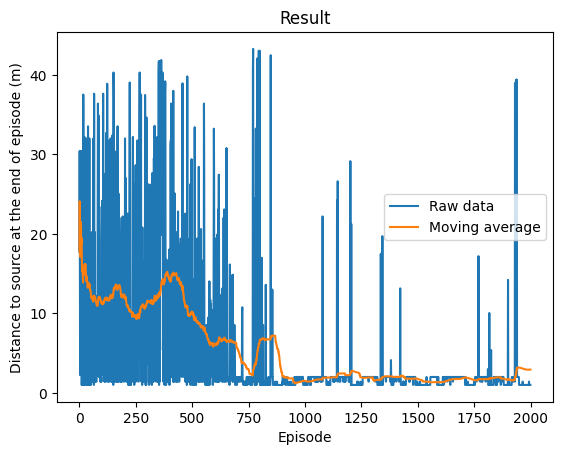 Result
Distance to source at the end of episode (m)
40
30
20
10
0
Raw data
Moving average
0
250
500
750
1000
1250
1500
1750
2000
Episode